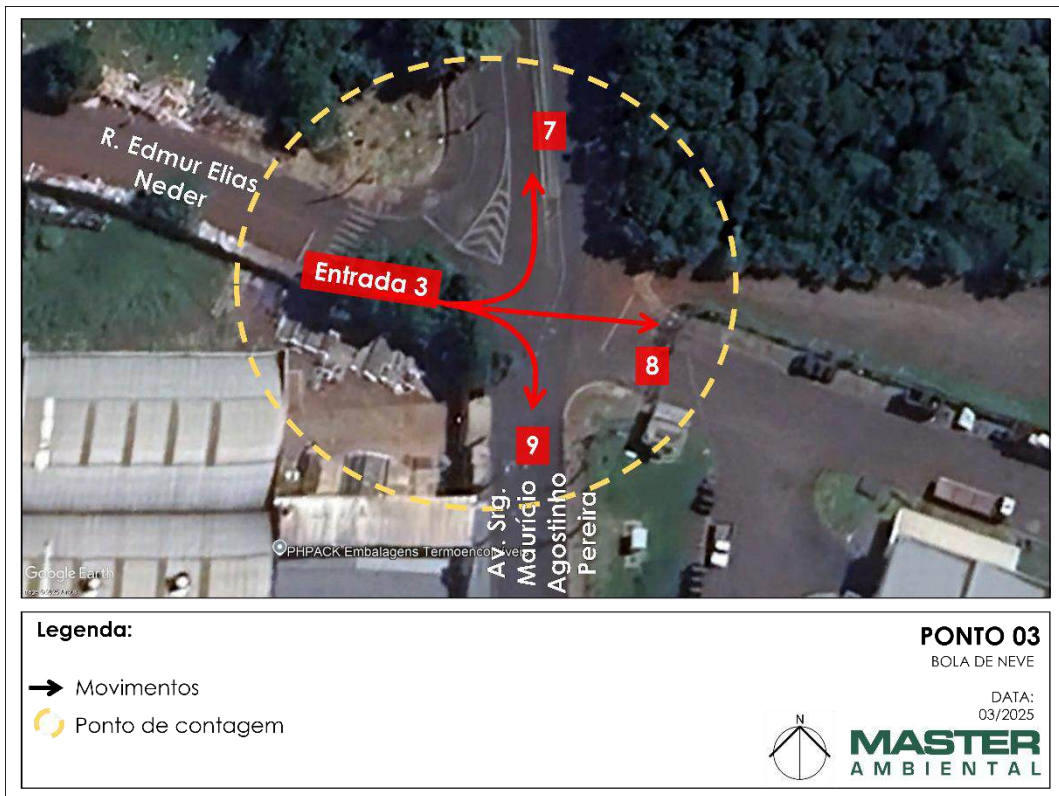 R. Edmur Elias
Neder
Entrada 3
7
8
9
Av. Srg.
Maurídio
Agostinho
Pereira
PHPACK Embalagens Termoencolhíveis
Google Earth
Legenda:
Movimentos
Ponto de contagem
PONTO 03
BOLA DE NEVE
DATA:
03/2025
N
MASTER
AMBIENTAL